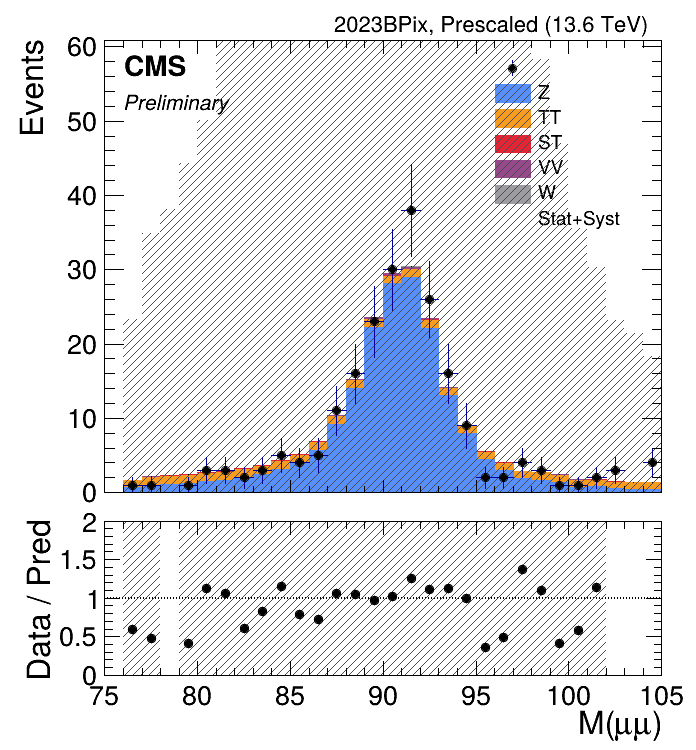 2023BPix, Prescaled (13.6 TeV)
CMS
Preliminary
Events
60
50
40
30
20
10
0
Z
TT
ST
VV
W
Stat+Syst
Data / Pred
2
1.5
1
0.5
0
75 80 85 90 95 100 105
M(μμ)